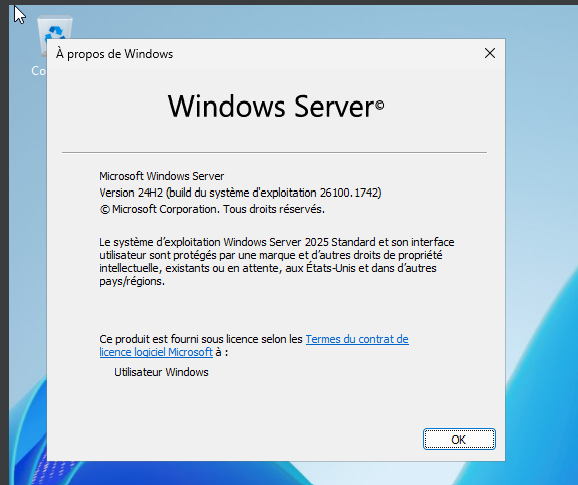 Co
À propos de Windows
Windows Server©
Microsoft Windows Server
Version 24H2 (build du système d'exploitation 26100.1742)
© Microsoft Corporation. Tous droits réservés.
Le système d’exploitation Windows Server 2025 Standard et son interface
utilisateur sont protégés par une marque et d’autres droits de propriété
intellectuelle, existants ou en attente, aux États-Unis et dans d’autres
pays/régions.
Ce produit est fourni sous licence selon les Termes du contrat de
licence logiciel Microsoft à :
Utilisateur Windows
OK